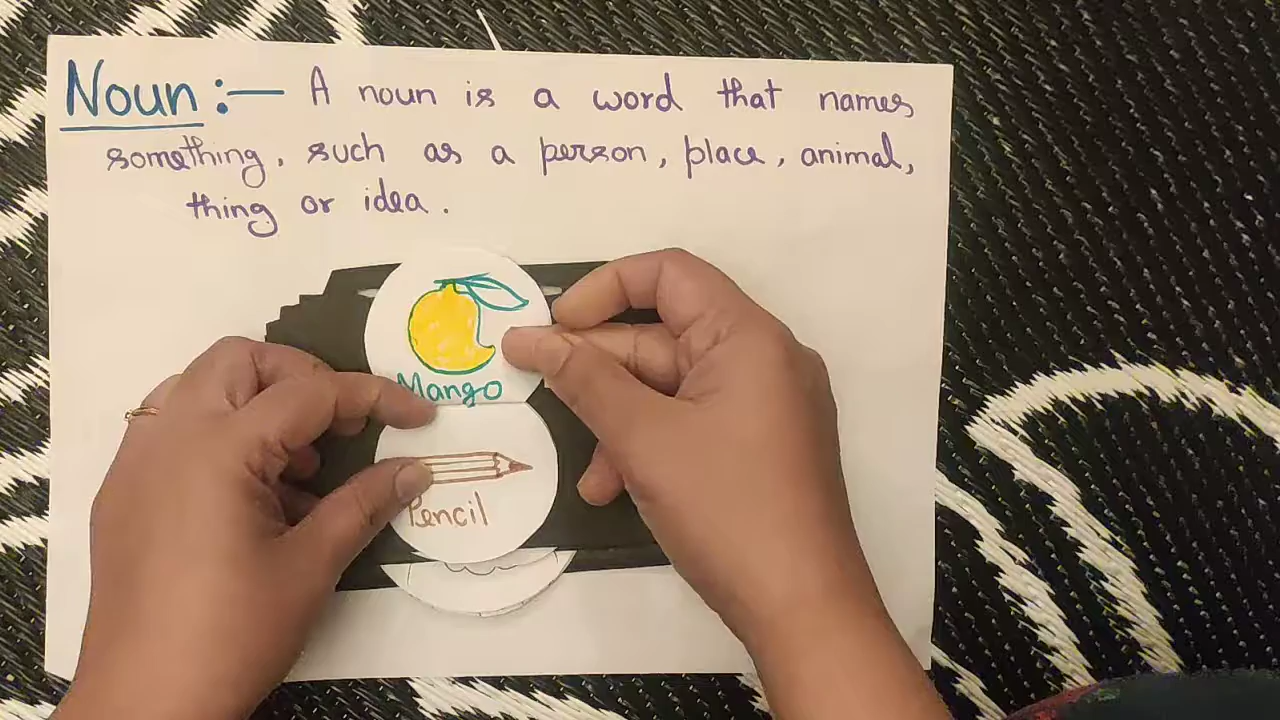 Noun :— A noun is a word that names
something, such as a person, place, animal,
thing or idea.
Mango
Pencil